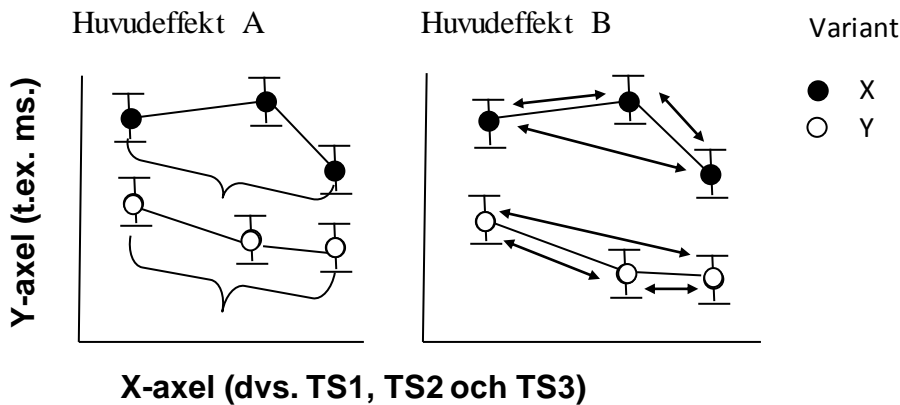 Huvudeffekt A
Huvudeffekt B
Variant
X
Y
Y-axel (t.ex. ms.)
X-axel (dvs. TS1, TS2 och TS3)